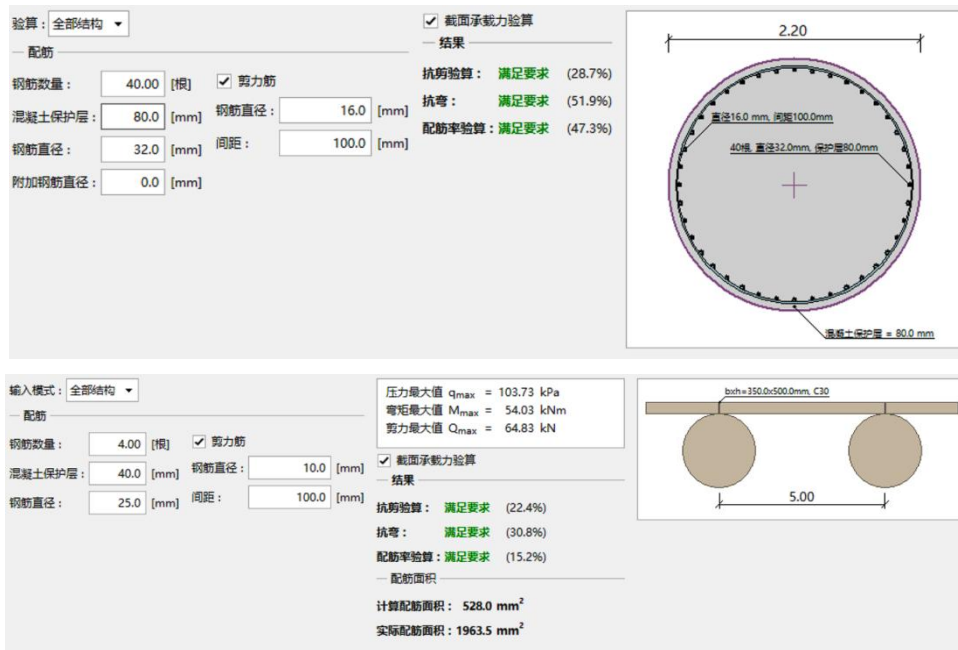 验算：全部结构
配筋
钢筋数量： 40.00 [根]
混凝土保护层： 80.0 [mm]
钢筋直径： 32.0 [mm]
附加钢筋直径： 0.0 [mm]
剪力筋
钢筋直径： 16.0 [mm]
间距： 100.0 [mm]
截面承载力验算
结果
抗剪验算： 满足要求 (28.7%)
抗弯： 满足要求 (51.9%)
配筋率验算：满足要求 (47.3%)
2.20
直径16.0 mm, 间距100.0mm
40根, 直径32.0mm, 保护层80.0mm
混凝土保护层 = 80.0 mm
输入模式：全部结构
配筋
钢筋数量： 4.00 [根]
混凝土保护层： 40.0 [mm]
钢筋直径： 25.0 [mm]
剪力筋
钢筋直径： 10.0 [mm]
间距： 100.0 [mm]
压力最大值 qmax = 103.73 kPa
弯矩最大值 Mmax = 54.03 kNm
剪力最大值 Qmax = 64.83 kN
截面承载力验算
结果
抗剪验算： 满足要求 (22.4%)
抗弯： 满足要求 (30.8%)
配筋率验算：满足要求 (15.2%)
配筋面积
计算配筋面积： 528.0 mm²
实际配筋面积：1963.5 mm²
bxh=350.0x500.0mm, C30
5.00